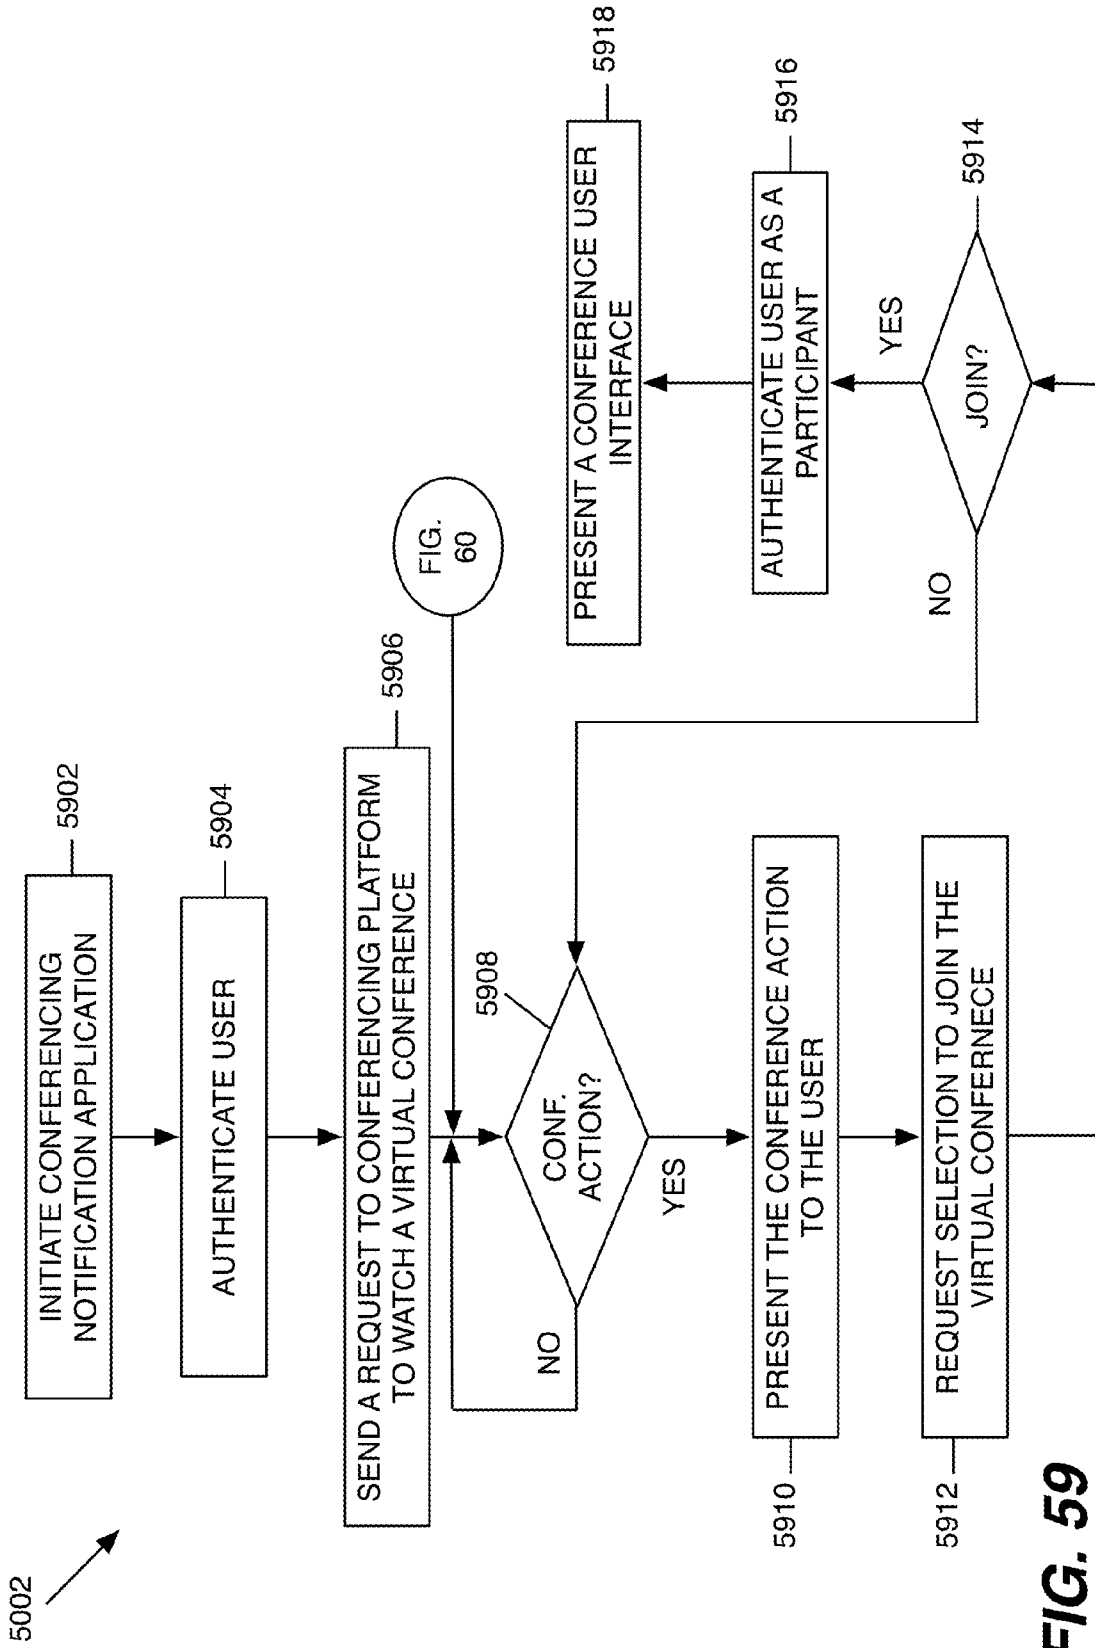 5002
INITIATE CONFERENCING
NOTIFICATION APPLICATION
5902
AUTHENTICATE USER
5904
SEND A REQUEST TO CONFERENCING PLATFORM
TO WATCH A VIRTUAL CONFERENCE
5906
FIG.
60
CONF.
ACTION?
5908
NO
YES
PRESENT THE CONFERENCE ACTION
TO THE USER
5910
REQUEST SELECTION TO JOIN THE
VIRTUAL CONFERNECE
5912
JOIN?
5914
NO
YES
AUTHENTICATE USER AS A
PARTICIPANT
5916
PRESENT A CONFERENCE USER
INTERFACE
5918
FIG. 59